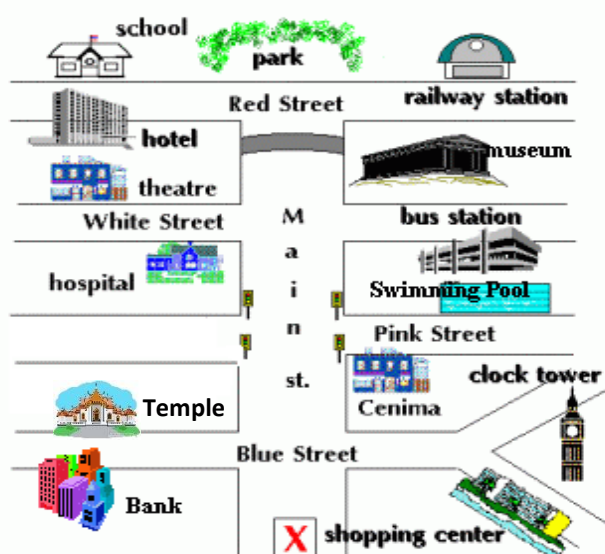 school
park
railway station
Red Street
hotel
museum
theatre
White Street
bus station
Main
st.
hospital
Swimming Pool
Pink Street
clock tower
Temple
Cenima
Blue Street
Bank
X
shopping center